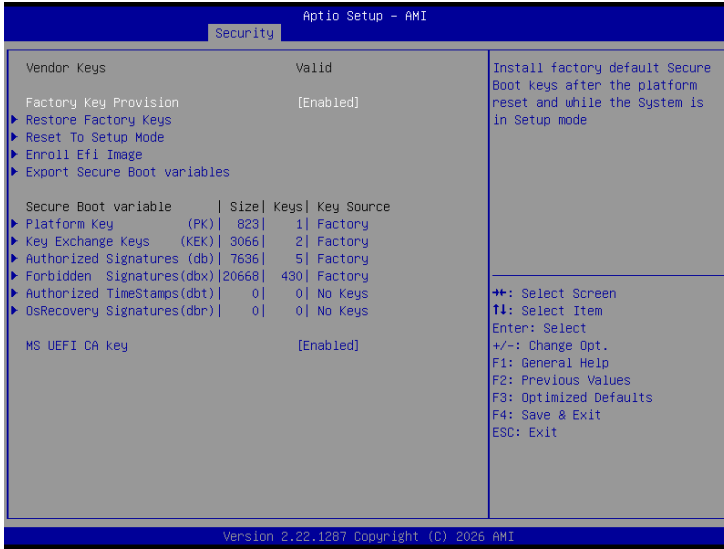 Aptio Setup – AMI
Security
Vendor Keys Valid
Factory Key Provision [Enabled]
Restore Factory Keys
Reset To Setup Mode
Enroll Efi Image
Export Secure Boot variables
Secure Boot variable | Size| Keys| Key Source
Platform Key (PK)| 823| 1| Factory
Key Exchange Keys (KEK)| 3066| 2| Factory
Authorized Signatures (db)| 7636| 5| Factory
Forbidden Signatures(dbx)|20668| 430| Factory
Authorized TimeStamps(dbt)| 0| 0| No Keys
OsRecovery Signatures(dbr)| 0| 0| No Keys
MS UEFI CA key [Enabled]
Install factory default Secure
Boot keys after the platform
reset and while the System is
in Setup mode
→←: Select Screen
↑↓: Select Item
Enter: Select
+/-: Change Opt.
F1: General Help
F2: Previous Values
F3: Optimized Defaults
F4: Save & Exit
ESC: Exit
Version 2.22.1287 Copyright (C) 2026 AMI